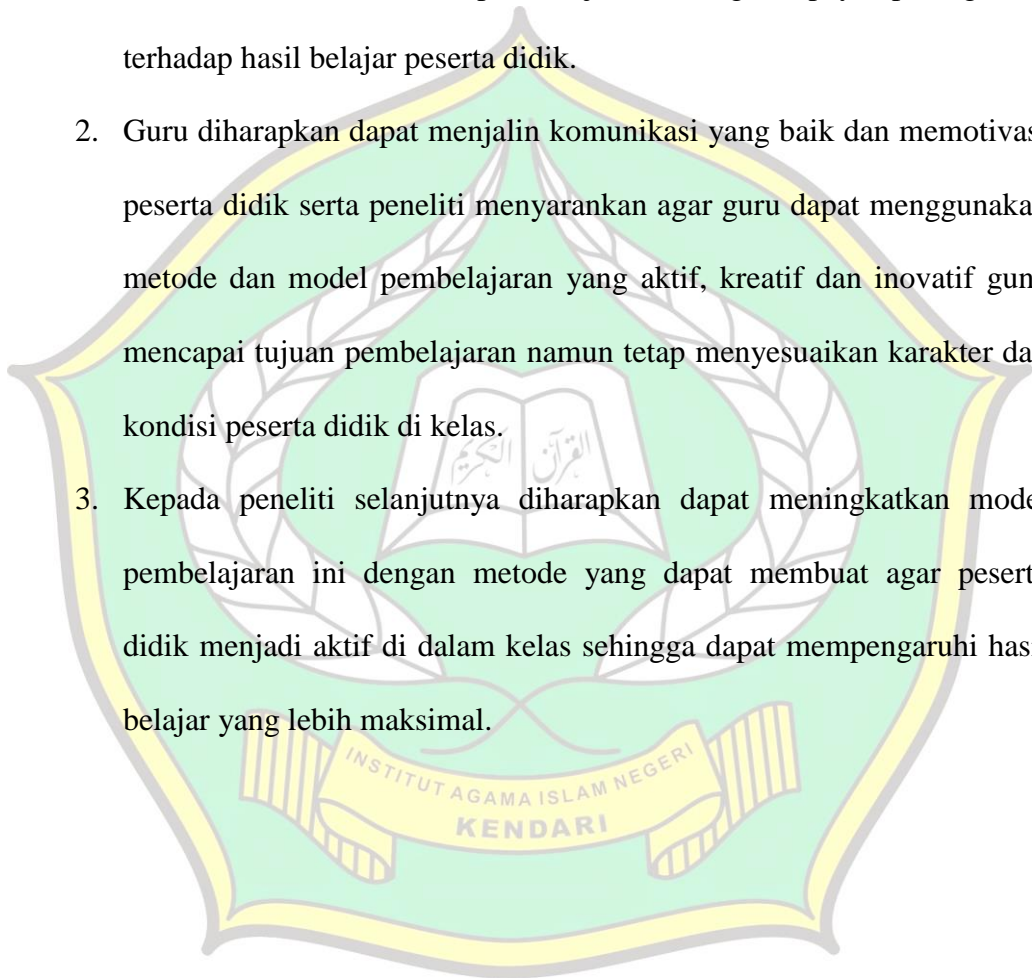 terhadap hasil belajar peserta didik.
2. Guru diharapkan dapat menjalin komunikasi yang baik dan memotivas
peserta didik serta peneliti menyarankan agar guru dapat menggunaka
metode dan model pembelajaran yang aktif, kreatif dan inovatif gun
mencapai tujuan pembelajaran namun tetap menyesuaikan karakter da
kondisi peserta didik di kelas.
القرآن الكريم
3. Kepada peneliti selanjutnya diharapkan dapat meningkatkan mode
pembelajaran ini dengan metode yang dapat membuat agar pesert
didik menjadi aktif di dalam kelas sehingga dapat mempengaruhi has
belajar yang lebih maksimal.
INSTITUT AGAMA ISLAM NEGERI
KENDARI